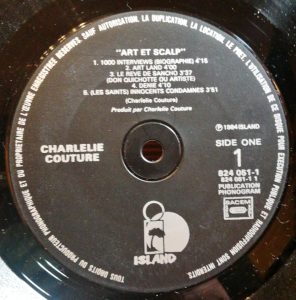 "ART ET SCALP"
1. 1000 INTERVIEWS (BIOGRAPHIE) 4'15
2. ART LAND 4'00
3. LE REVE DE SANCHO 3'37
(DON QUICHOTTE OU ARTISTE)
4. DENIE 4'10
5. (LES SAINTS) INNOCENTS CONDAMNES 3'51
(Charlelie Couture)
Produit par Charlelie Couture
CHARLELIE
COUTURE
℗ 1984 ISLAND
SIDE ONE
1
824 061-1
824 061-1 1
PUBLICATION
PHONOGRAM
SACEM
ISLAND
TOUS DROITS DU PRODUCTEUR PHONOGRAPHIQUE ET DU PROPRIETAIRE DE L'ŒUVRE ENREGISTREE RESERVES. SAUF AUTORISATION, LA DUPLICATION, LA LOCATION, LE PRET, L'UTILISATION DE CE DISQUE POUR EXECUTION PUBLIQUE ET RADIODIFFUSION SONT INTERDITS.